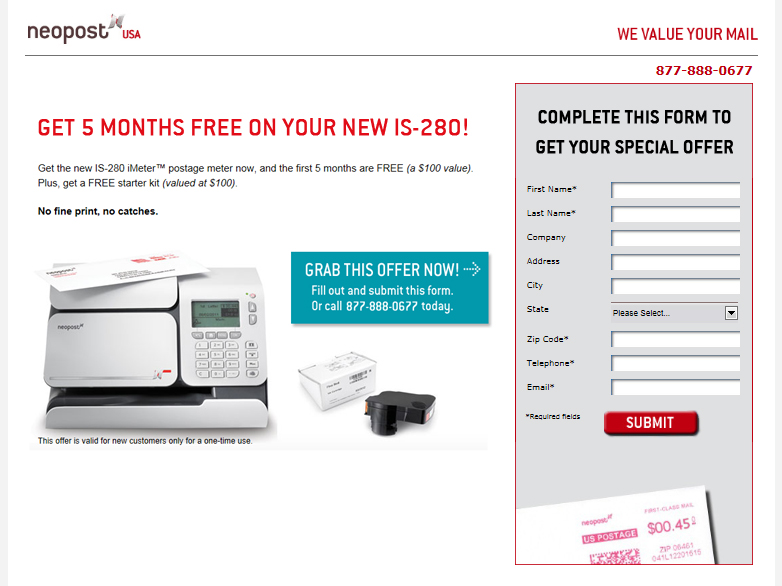 neopost USA
WE VALUE YOUR MAIL
877-888-0677
GET 5 MONTHS FREE ON YOUR NEW IS-280!
Get the new IS-280 iMeter™ postage meter now, and the first 5 months are FREE (a $100 value).
Plus, get a FREE starter kit (valued at $100).
No fine print, no catches.
neopost
neopost
GRAB THIS OFFER NOW!
Fill out and submit this form.
Or call 877-888-0677 today.
This offer is valid for new customers only for a one-time use.
COMPLETE THIS FORM TO
GET YOUR SPECIAL OFFER
First Name*
Last Name*
Company
Address
City
State
Please Select...
Zip Code*
Telephone*
Email*
*Required fields
SUBMIT
neopost
FIRST-CLASS MAIL
$00.45
US POSTAGE
ZIP 06461
041L12201515